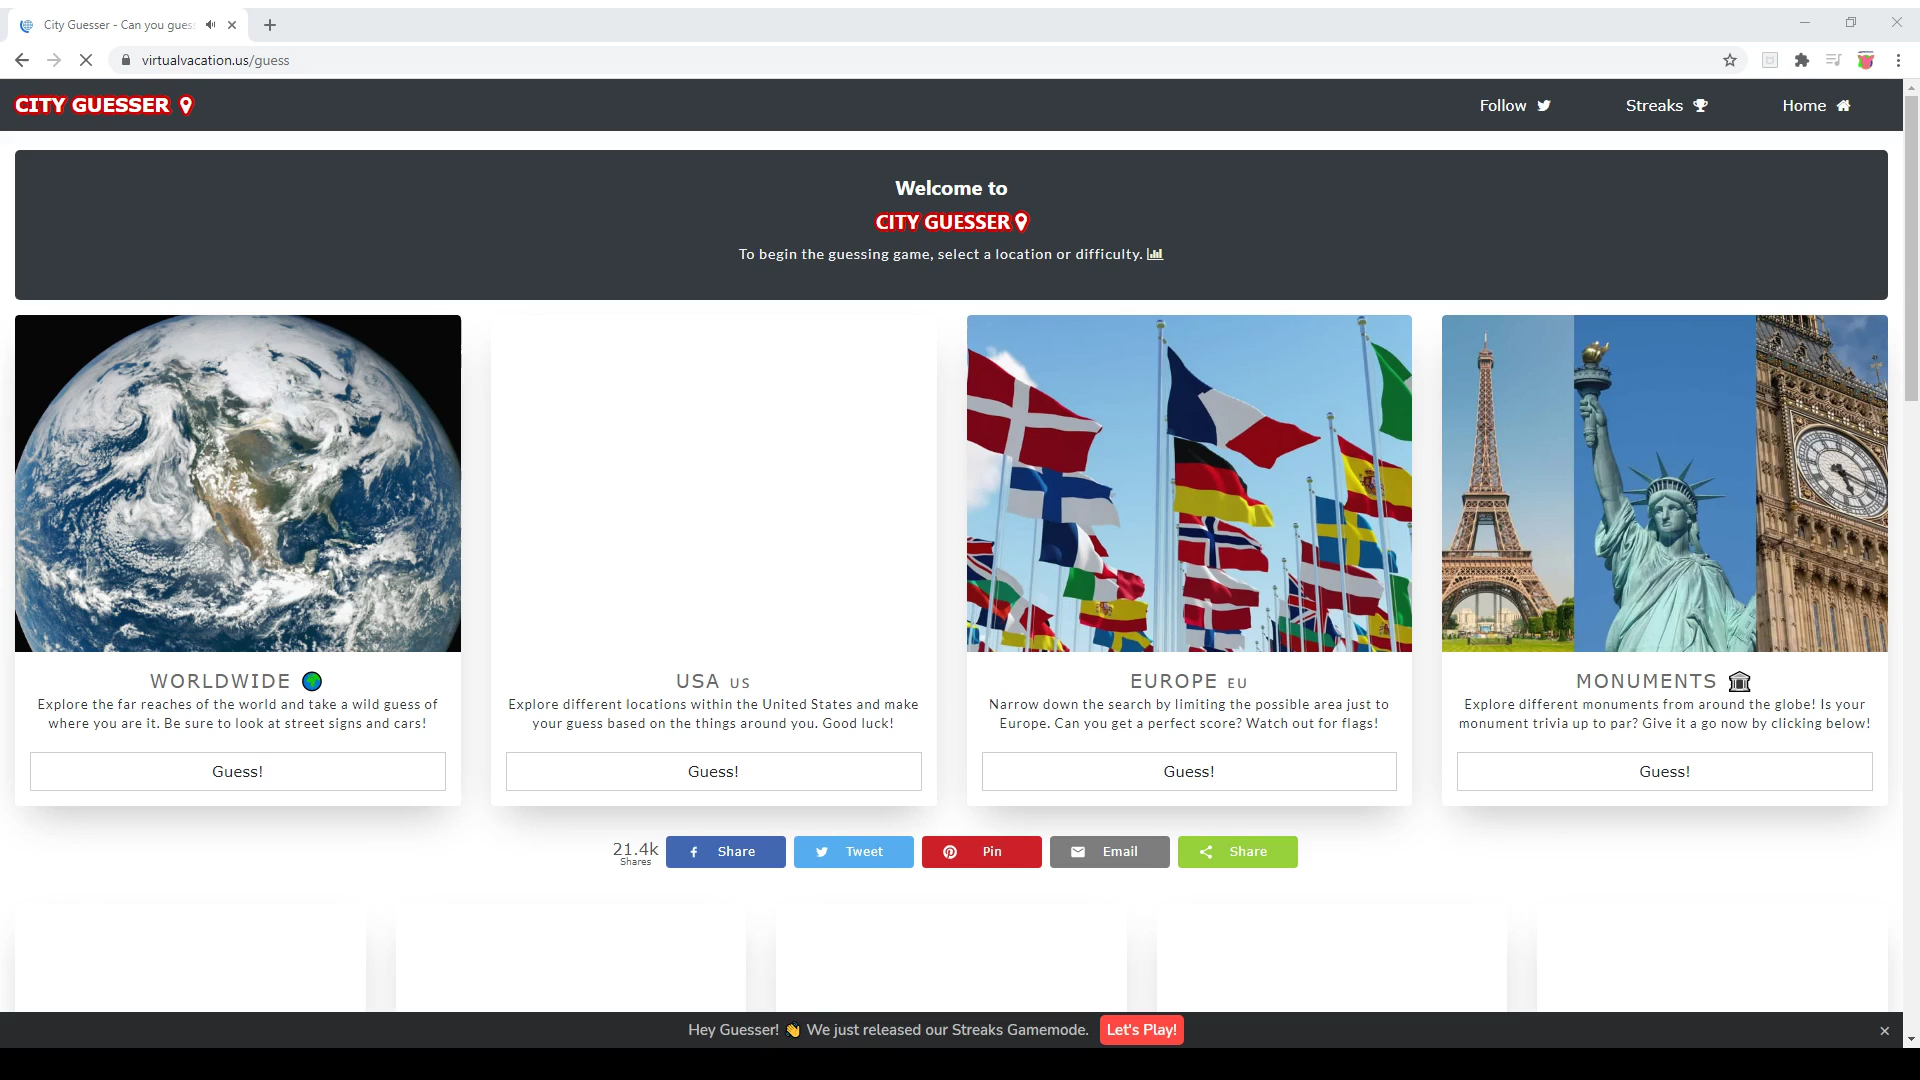 City Guesser - Can you gues
virtualvacation.us/guess
CITY GUESSER
Follow
Streaks
Home
Welcome to
CITY GUESSER
To begin the guessing game, select a location or difficulty.
WORLDWIDE
Explore the far reaches of the world and take a wild guess of
where you are it. Be sure to look at street signs and cars!
Guess!
USA US
Explore different locations within the United States and make
your guess based on the things around you. Good luck!
Guess!
EUROPE EU
Narrow down the search by limiting the possible area just to
Europe. Can you get a perfect score? Watch out for flags!
Guess!
MONUMENTS
Explore different monuments from around the globe! Is your
monument trivia up to par? Give it a go now by clicking below!
Guess!
21.4k
Shares
Share
Tweet
Pin
Email
Share
Hey Guesser! 👋 We just released our Streaks Gamemode.
Let's Play!